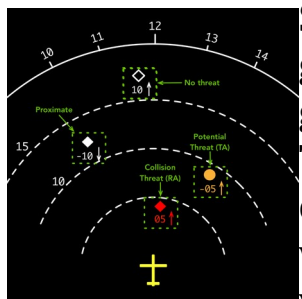 12
11
13
10
14
No threat
10
Proximate
15
-10
Potential
Threat (TA)
10
Collision
Threat (RA)
-05
05